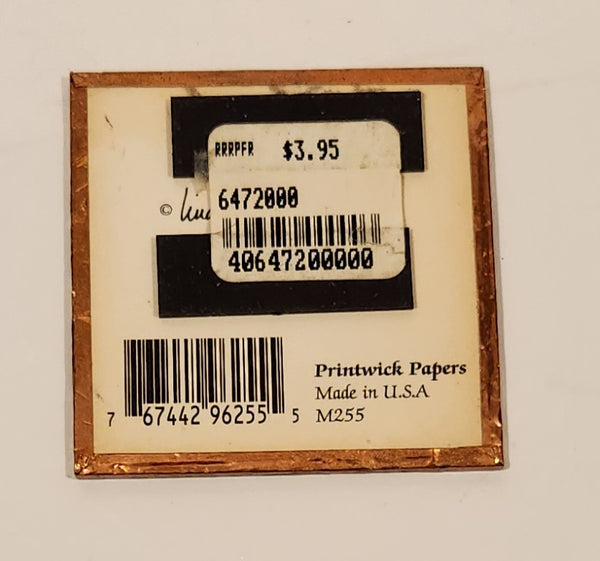 RRRPFR $3.95
6472000
40647200000
©
7 67442 96255 5
Printwick Papers
Made in U.S.A
M255